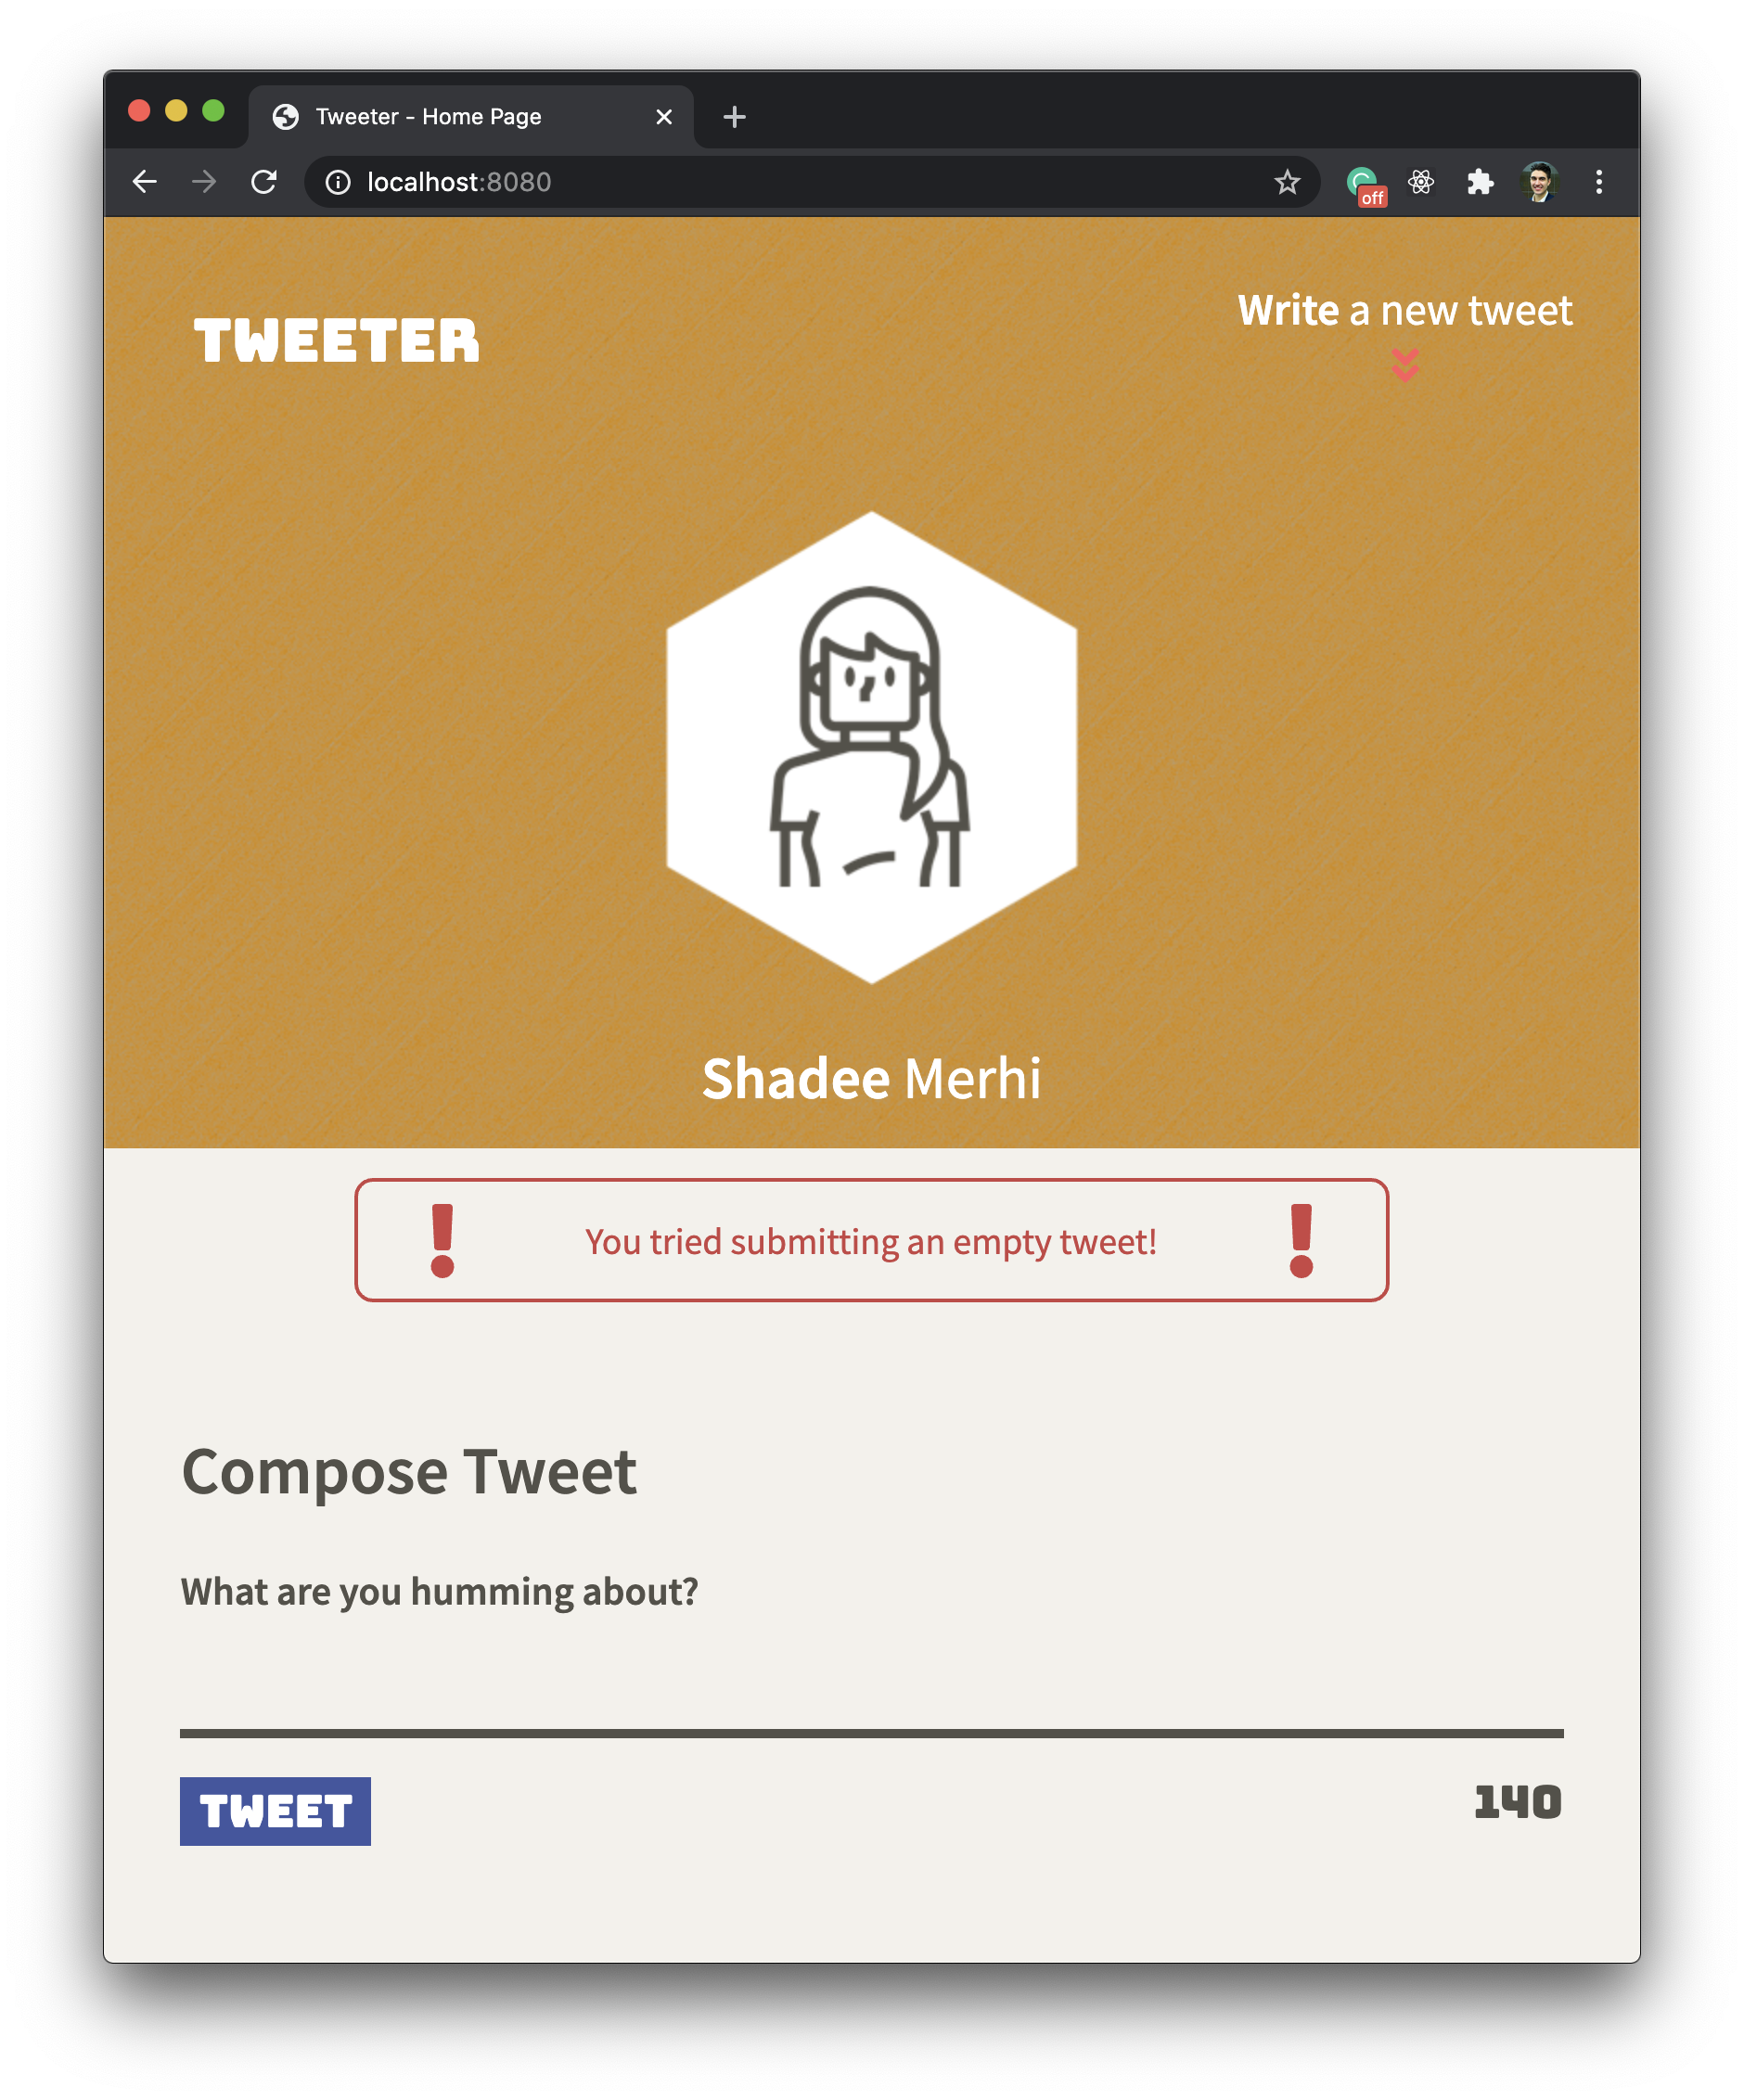 Tweeter - Home Page
localhost:8080
off
TWEETER
Write a new tweet
Shadee Merhi
You tried submitting an empty tweet!
Compose Tweet
What are you humming about?
TWEET
140